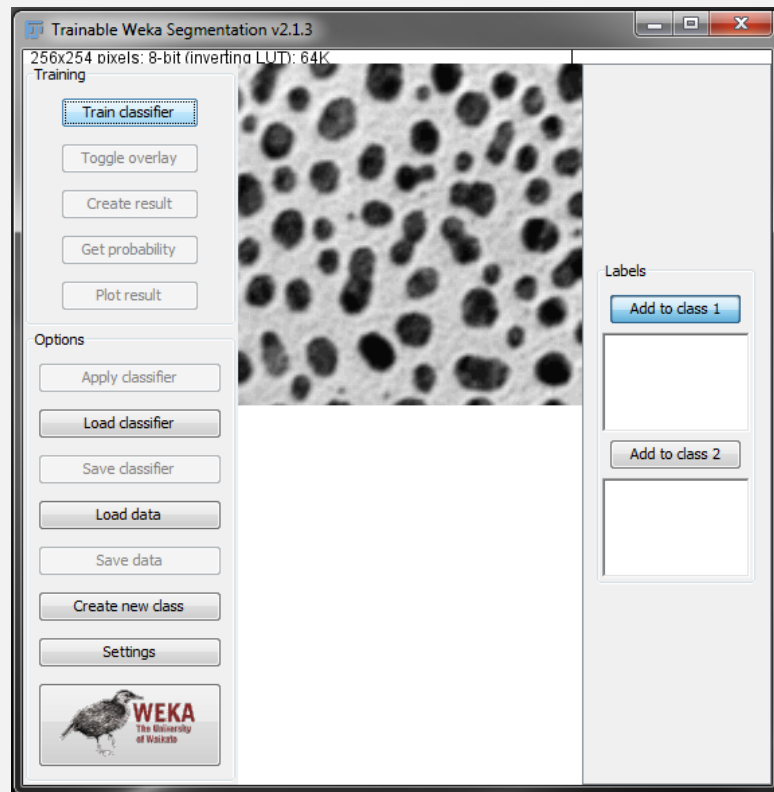 Trainable Weka Segmentation v2.1.3
256x254 pixels; 8-bit (inverting LUT); 64K
Training
Train classifier
Toggle overlay
Create result
Get probability
Plot result
Options
Apply classifier
Load classifier
Save classifier
Load data
Save data
Create new class
Settings
WEKA
The University
of Waikato
Labels
Add to class 1
Add to class 2